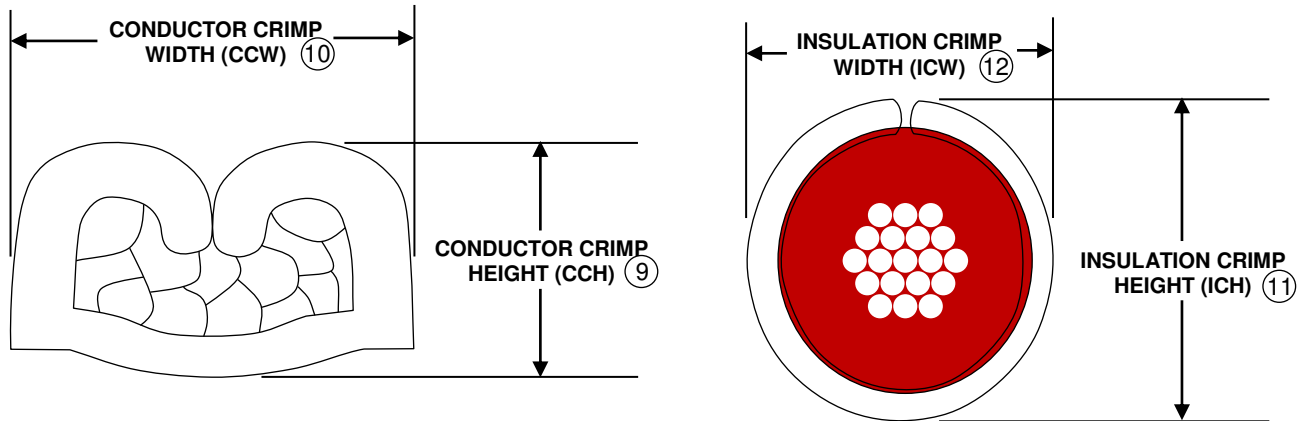 CONDUCTOR CRIMP
WIDTH (CCW) 10
CONDUCTOR CRIMP
HEIGHT (CCH) 9
INSULATION CRIMP
WIDTH (ICW) 12
INSULATION CRIMP
HEIGHT (ICH) 11